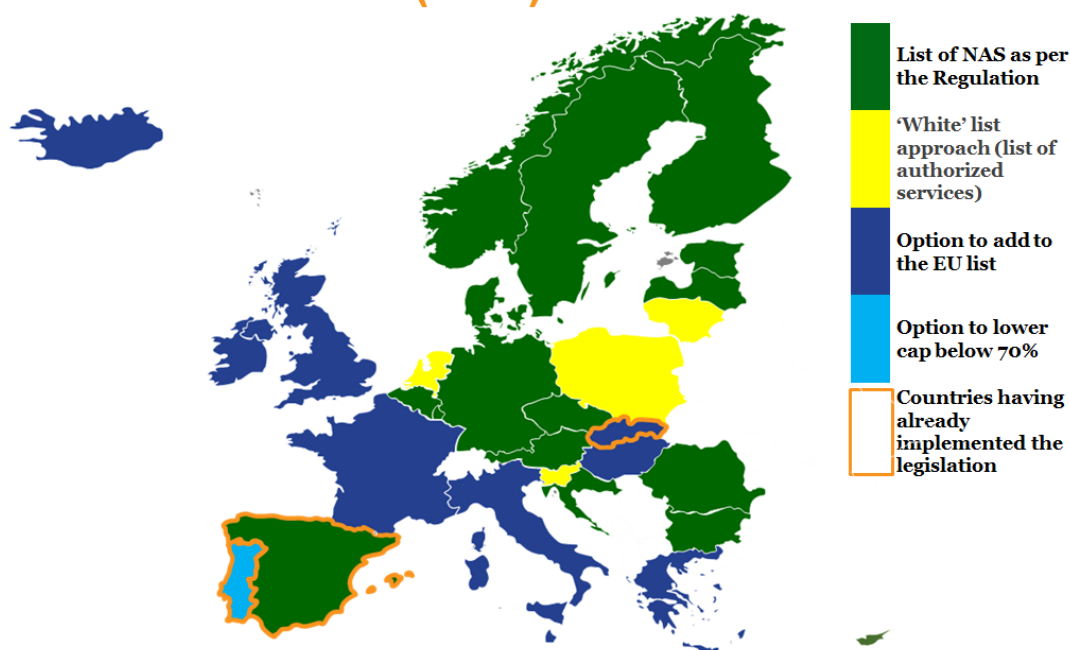 List of NAS as per
the Regulation
‘White’ list
approach (list of
authorized
services)
Option to add to
the EU list
Option to lower
cap below 70%
Countries having
already
implemented the
legislation